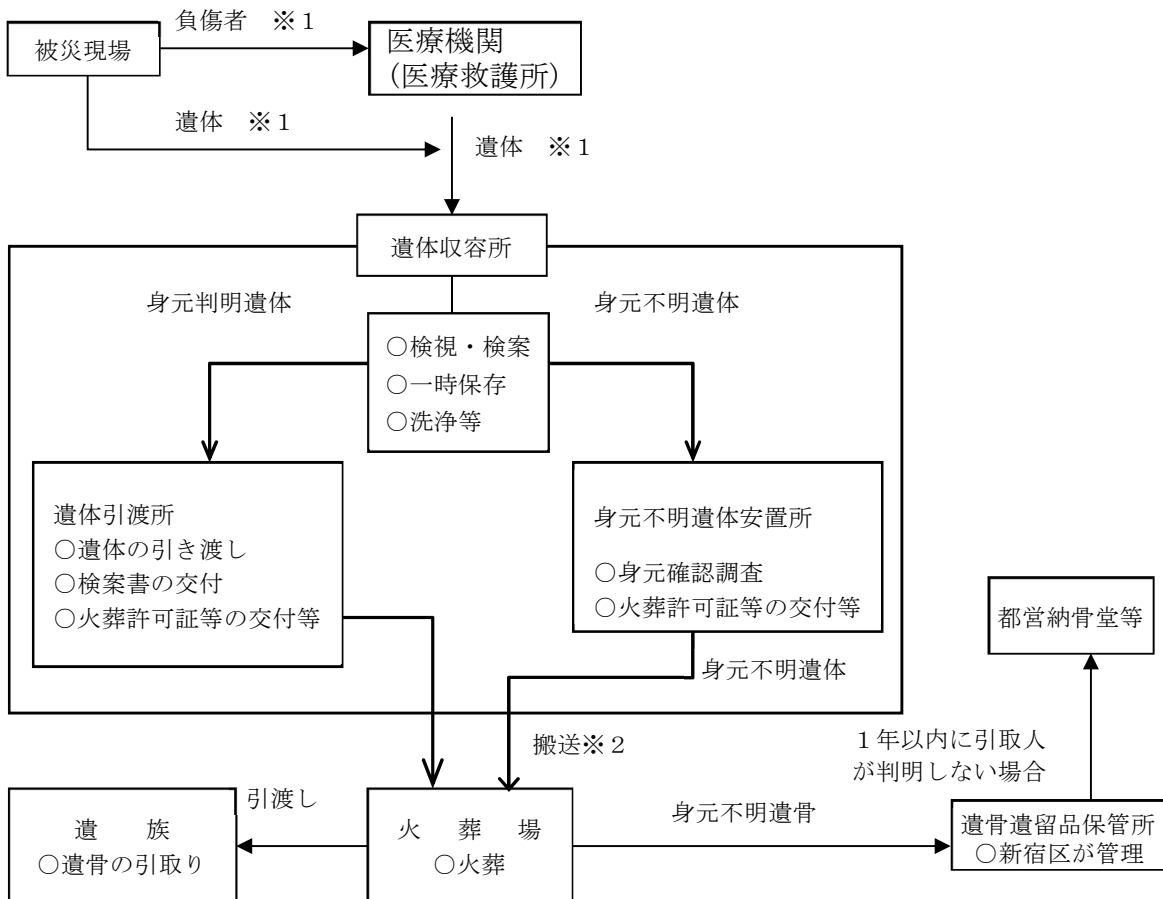 負傷者　※１
被災現場
医療機関
（医療救護所）
遺体　※１
遺体　※１
遺体収容所
身元判明遺体
身元不明遺体
○検視・検案
○一時保存
○洗浄等
遺体引渡所
○遺体の引き渡し
○検案書の交付
○火葬許可証等の交付等
身元不明遺体安置所
○身元確認調査
○火葬許可証等の交付等
都営納骨堂等
身元不明遺体
搬送※２
１年以内に引取人
が判明しない場合
引渡し
遺　　族
○遺骨の引取り
火　葬　場
○火葬
身元不明遺骨
遺骨遺留品保管所
○新宿区が管理